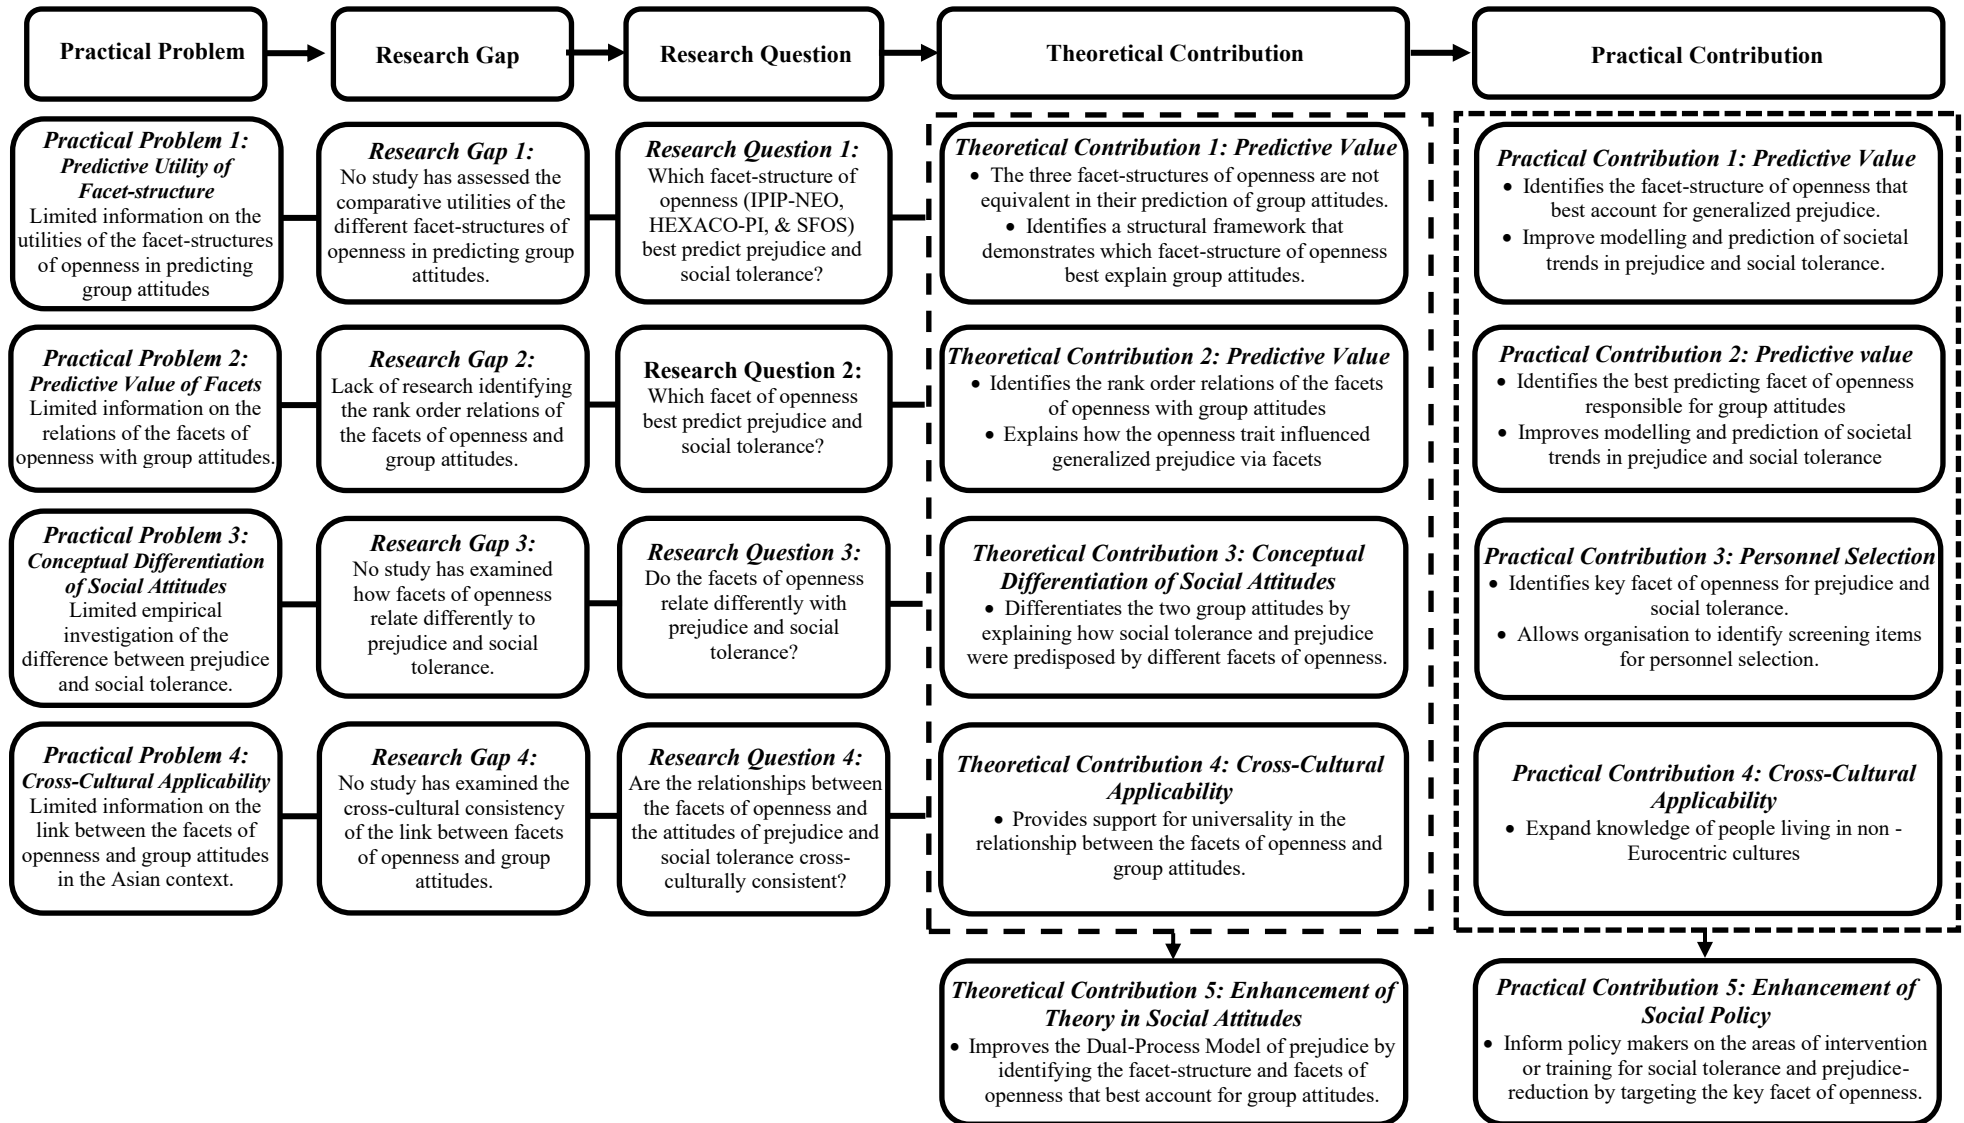 Practical Problem
Research Gap
Research Question
Theoretical Contribution
Practical Contribution
Practical Problem 1:
Predictive Utility of
Facet-structure
Limited information on the
utilities of the facet-structures
of openness in predicting
group attitudes
Research Gap 1:
No study has assessed the
comparative utilities of the
different facet-structures of
openness in predicting group
attitudes.
Research Question 1:
Which facet-structure of
openness (IPIP-NEO,
HEXACO-PI, & SFOS)
best predict prejudice and
social tolerance?
Theoretical Contribution 1: Predictive Value
• The three facet-structures of openness are not
equivalent in their prediction of group attitudes.
• Identifies a structural framework that
demonstrates which facet-structure of openness
best explain group attitudes.
Practical Contribution 1: Predictive Value
• Identifies the facet-structure of openness that
best account for generalized prejudice.
• Improve modelling and prediction of societal
trends in prejudice and social tolerance.
Practical Problem 2:
Predictive Value of Facets
Limited information on the
relations of the facets of
openness with group attitudes.
Research Gap 2:
Lack of research identifying
the rank order relations of
the facets of openness and
group attitudes.
Research Question 2:
Which facet of openness
best predict prejudice and
social tolerance?
Theoretical Contribution 2: Predictive Value
• Identifies the rank order relations of the facets
of openness with group attitudes
• Explains how the openness trait influenced
generalized prejudice via facets
Practical Contribution 2: Predictive value
• Identifies the best predicting facet of openness
responsible for group attitudes
• Improves modelling and prediction of societal
trends in prejudice and social tolerance
Practical Problem 3:
Conceptual Differentiation
of Social Attitudes
Limited empirical
investigation of the
difference between prejudice
and social tolerance.
Research Gap 3:
No study has examined
how facets of openness
relate differently to
prejudice and social
tolerance.
Research Question 3:
Do the facets of openness
relate differently with
prejudice and social
tolerance?
Theoretical Contribution 3: Conceptual
Differentiation of Social Attitudes
• Differentiates the two group attitudes by
explaining how social tolerance and prejudice
were predisposed by different facets of openness.
Practical Contribution 3: Personnel Selection
• Identifies key facet of openness for prejudice and
social tolerance.
• Allows organisation to identify screening items
for personnel selection.
Practical Problem 4:
Cross-Cultural Applicability
Limited information on the
link between the facets of
openness and group attitudes
in the Asian context.
Research Gap 4:
No study has examined the
cross-cultural consistency
of the link between facets
of openness and group
attitudes.
Research Question 4:
Are the relationships between
the facets of openness and
the attitudes of prejudice and
social tolerance cross-
culturally consistent?
Theoretical Contribution 4: Cross-Cultural
Applicability
• Provides support for universality in the
relationship between the facets of openness and
group attitudes.
Practical Contribution 4: Cross-Cultural
Applicability
• Expand knowledge of people living in non -
Eurocentric cultures
Theoretical Contribution 5: Enhancement of
Theory in Social Attitudes
• Improves the Dual-Process Model of prejudice by
identifying the facet-structure and facets of
openness that best account for group attitudes.
Practical Contribution 5: Enhancement of
Social Policy
• Inform policy makers on the areas of intervention
or training for social tolerance and prejudice-
reduction by targeting the key facet of openness.